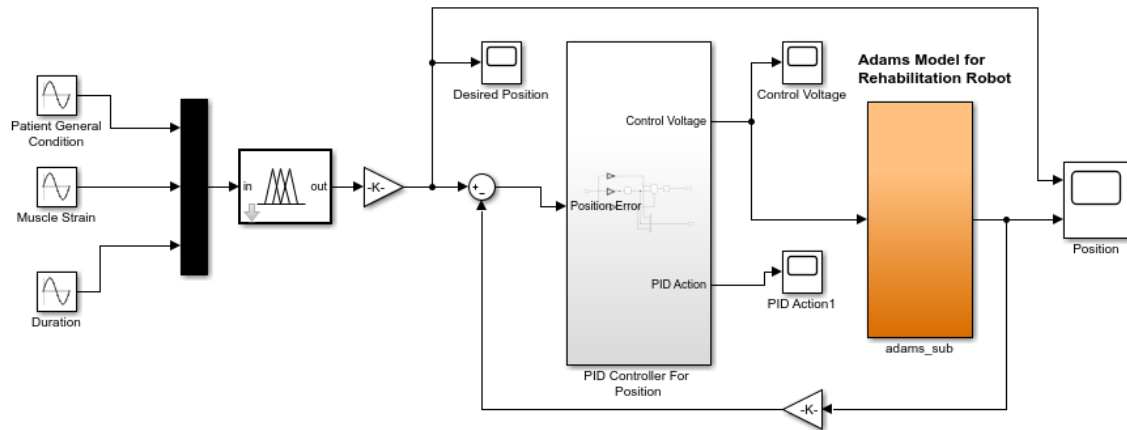 Patient General
Condition
Muscle Strain
Duration
in
out
-K-
Desired Position
+
−
Position Error
Control Voltage
PID Action
PID Controller For
Position
Control Voltage
PID Action1
Adams Model for
Rehabilitation Robot
adams_sub
Position
-K-